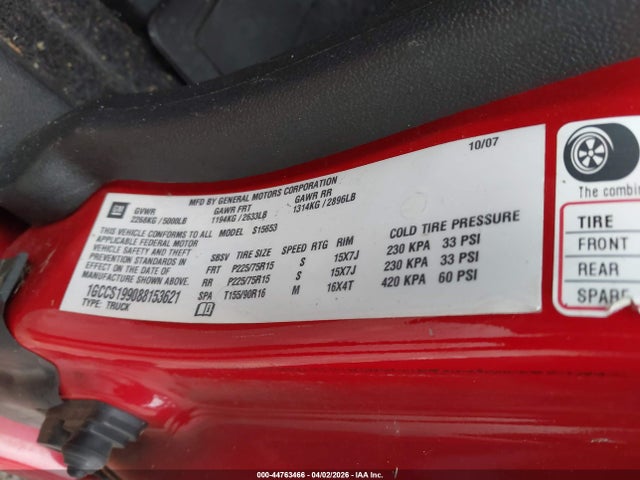 10/07
MFD BY GENERAL MOTORS CORPORATION
GM GVWR GAWR FRT GAWR RR
2268KG / 5000LB 1194KG / 2633LB 1314KG / 2896LB
THIS VEHICLE CONFORMS TO ALL MODEL S15653
APPLICABLE FEDERAL MOTOR
VEHICLE SAFETY AND THEFT
PREVENTION STANDARDS IN
EFFECT ON THE DATE OF
MANUFACTURE SHOWN ABOVE.
1GCCS199088153621
TYPE: TRUCK
SBSV TIRE SIZE SPEED RTG RIM COLD TIRE PRESSURE
FRT P225/75R15 S 15X7J 230 KPA 33 PSI
RR P225/75R15 S 15X7J 230 KPA 33 PSI
SPA T155/90R16 M 16X4T 420 KPA 60 PSI
The combin
TIRE
FRONT
REAR
SPARE
000-44763466 - 04/02/2026 - IAA Inc.